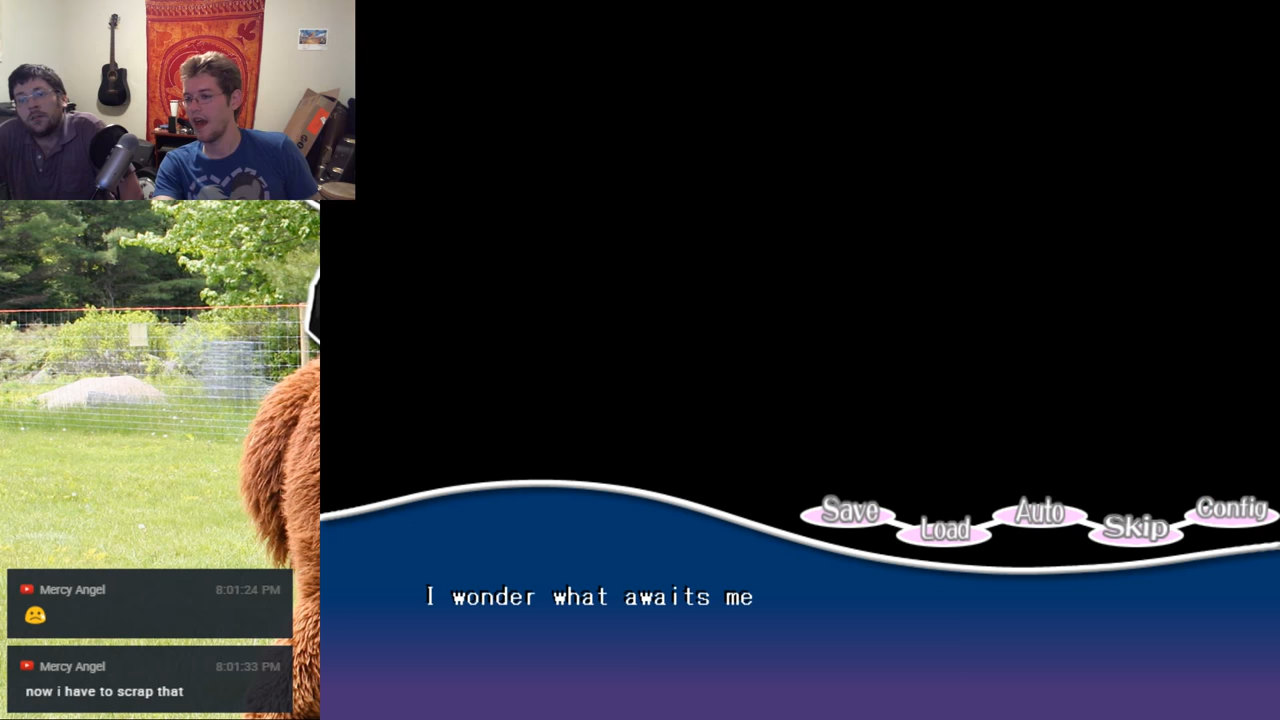 Save
Load
Auto
Skip
Config
I wonder what awaits me
Mercy Angel 8:01:24 PM
Mercy Angel 8:01:33 PM
now i have to scrap that